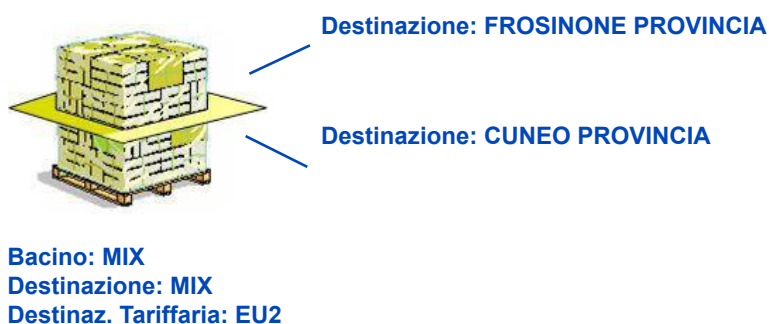 Destinazione: FROSINONE PROVINCIA
Destinazione: CUNEO PROVINCIA
Bacino: MIX
Destinazione: MIX
Destinaz. Tariffaria: EU2